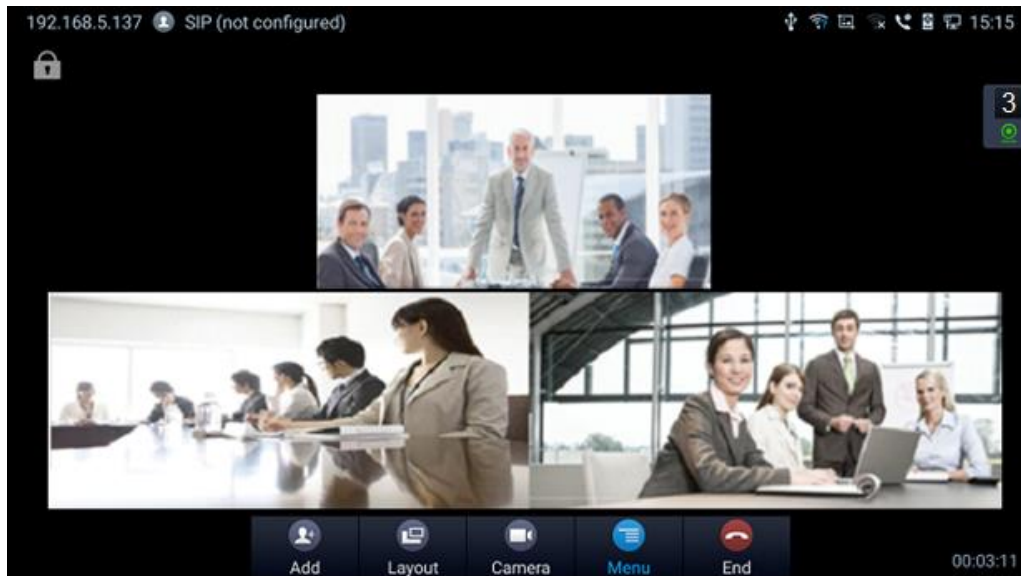 192.168.5.137 SIP (not configured) 15:15
3
Add Layout Camera Menu End 00:03:11